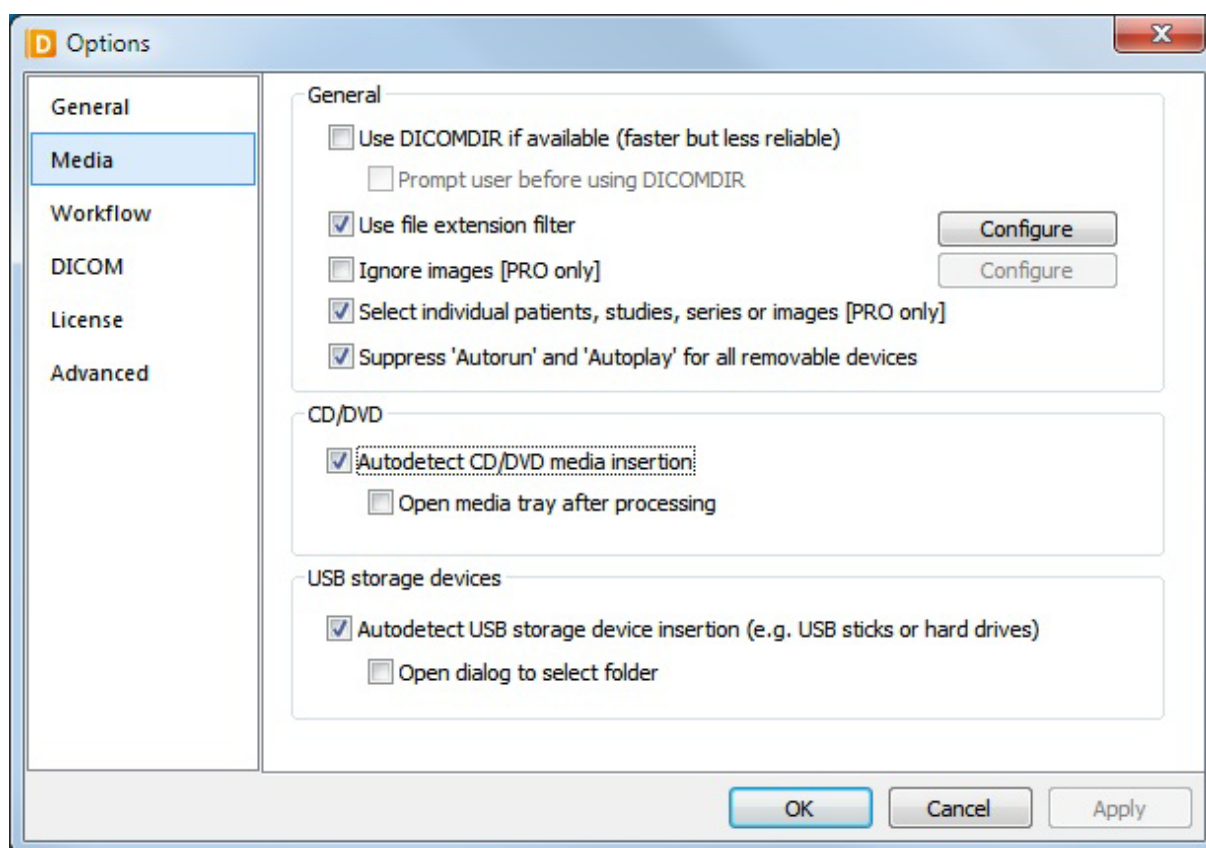 D Options
General
Media
Workflow
DICOM
License
Advanced
General
Use DICOMDIR if available (faster but less reliable)
Prompt user before using DICOMDIR
Use file extension filter
Configure
Ignore images [PRO only]
Configure
Select individual patients, studies, series or images [PRO only]
Suppress 'Autorun' and 'Autoplay' for all removable devices
CD/DVD
Autodetect CD/DVD media insertion
Open media tray after processing
USB storage devices
Autodetect USB storage device insertion (e.g. USB sticks or hard drives)
Open dialog to select folder
OK Cancel Apply